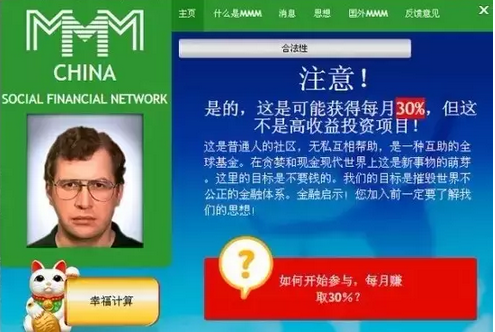 主页 什么是MMM 消息 思想 国外MMM 反馈意见
MMM
CHINA
SOCIAL FINANCIAL NETWORK
合法性
注意！
是的，这是可能获得每月30%，但这
不是高收益投资项目！
这是普通人的社区，无私互相帮助，是一种互助的全
球基金。在贪婪和现金现代世界上这是新事物的萌芽
。这里的目标是不要钱的。我们的目标是摧毁世界不
公正的金融体系。金融启示！您加入前一定要了解我
们的思想！
?
如何开始参与，每月赚
取30%？
幸福计算